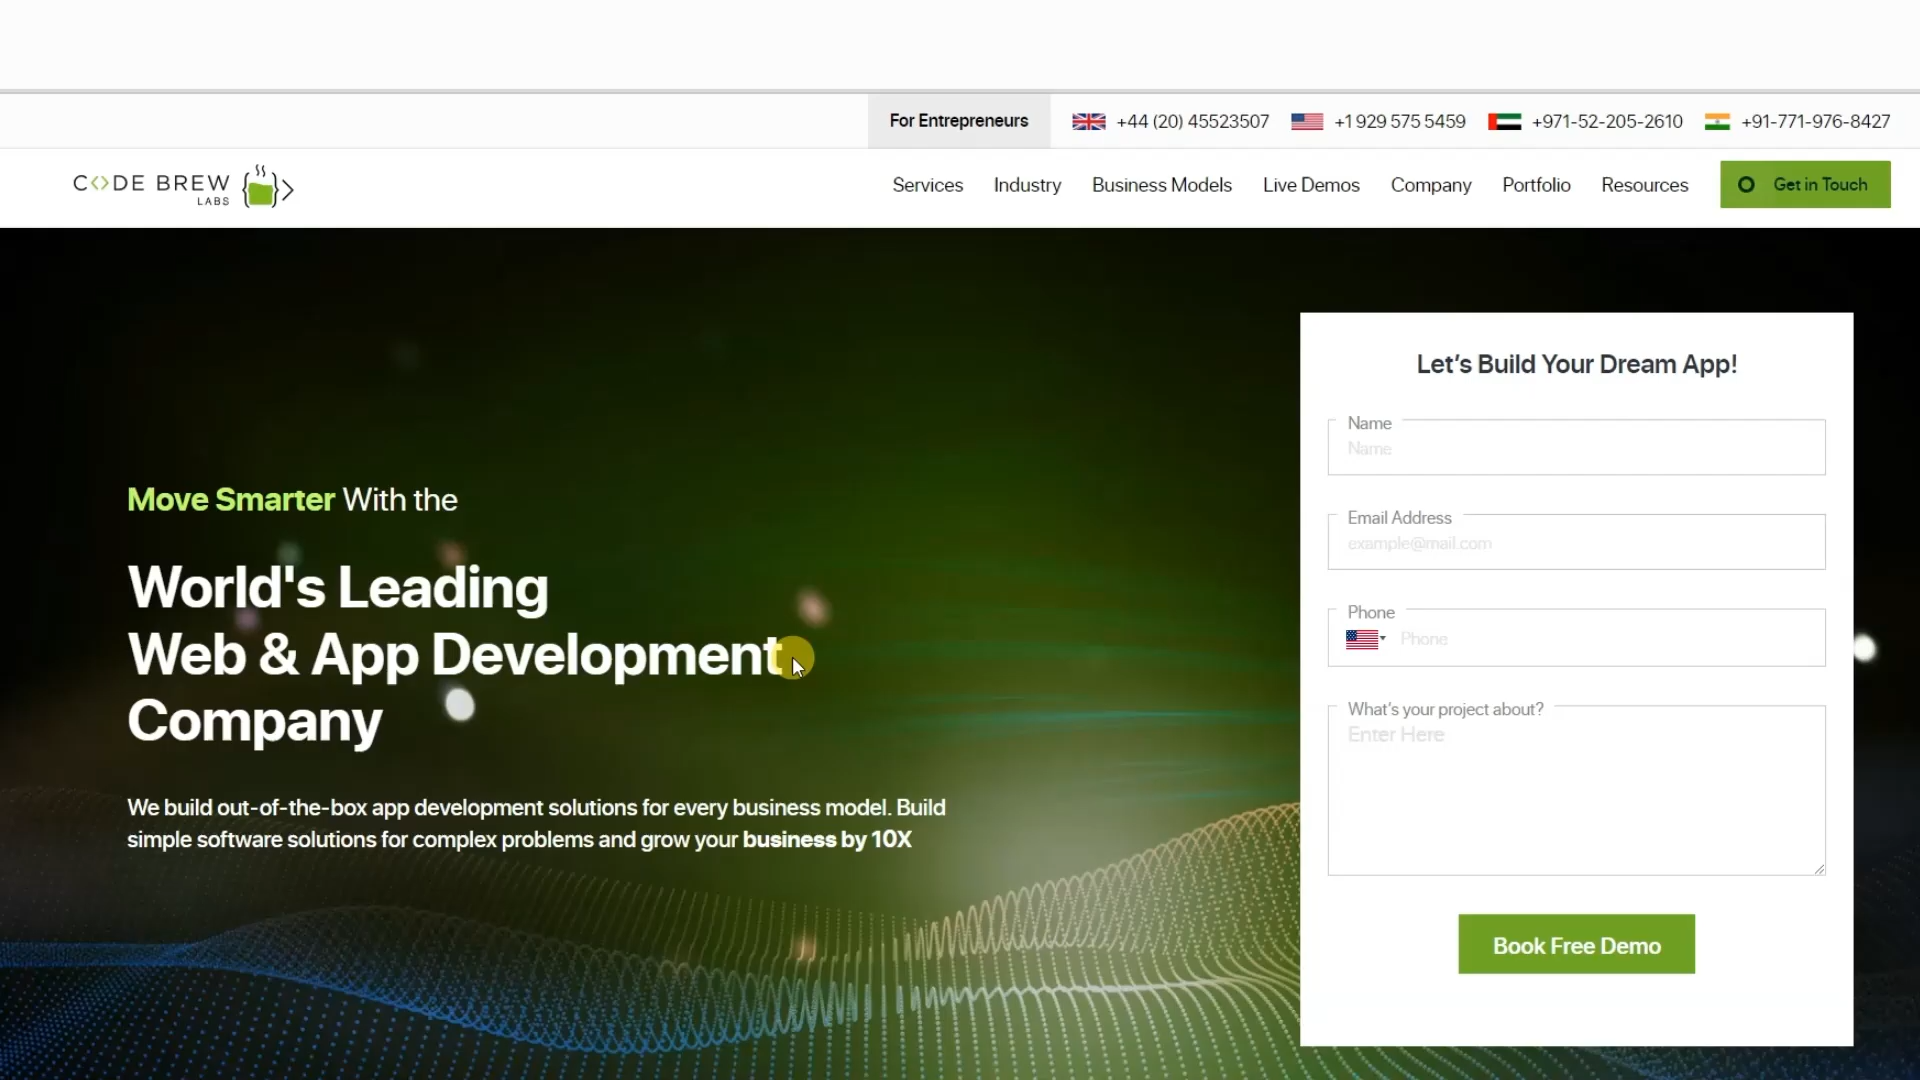 For Entrepreneurs
+44 (20) 45523507
+1 929 575 5459
+971-52-205-2610
+91-771-976-8427
C<>DE BREW
LABS
Services
Industry
Business Models
Live Demos
Company
Portfolio
Resources
Get in Touch
Move Smarter With the
World's Leading
Web & App Development
Company
We build out-of-the-box app development solutions for every business model. Build
simple software solutions for complex problems and grow your business by 10X
Let's Build Your Dream App!
Name
Name
Email Address
example@mail.com
Phone
Phone
What's your project about?
Enter Here
Book Free Demo